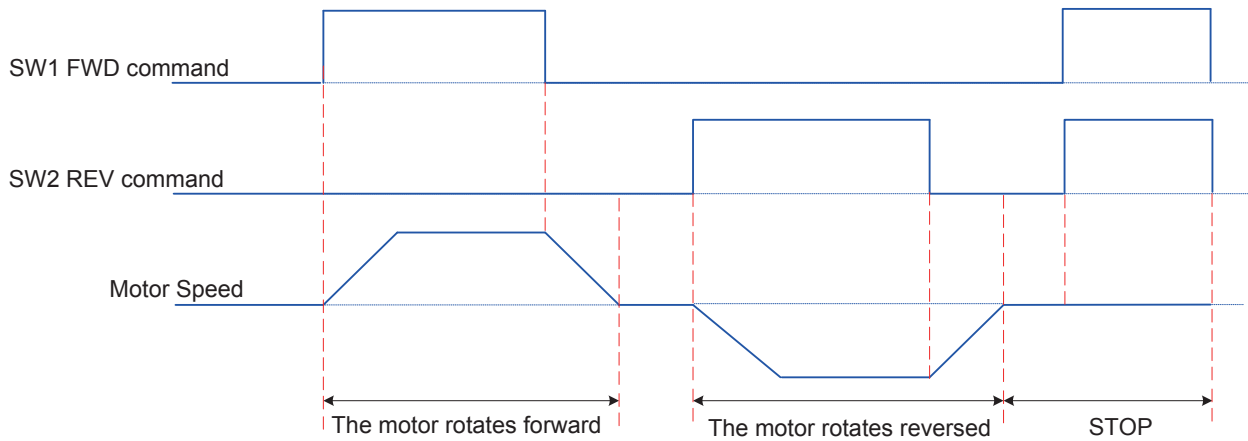 SW1 FWD command
SW2 REV command
Motor Speed
The motor rotates forward
The motor rotates reversed
STOP